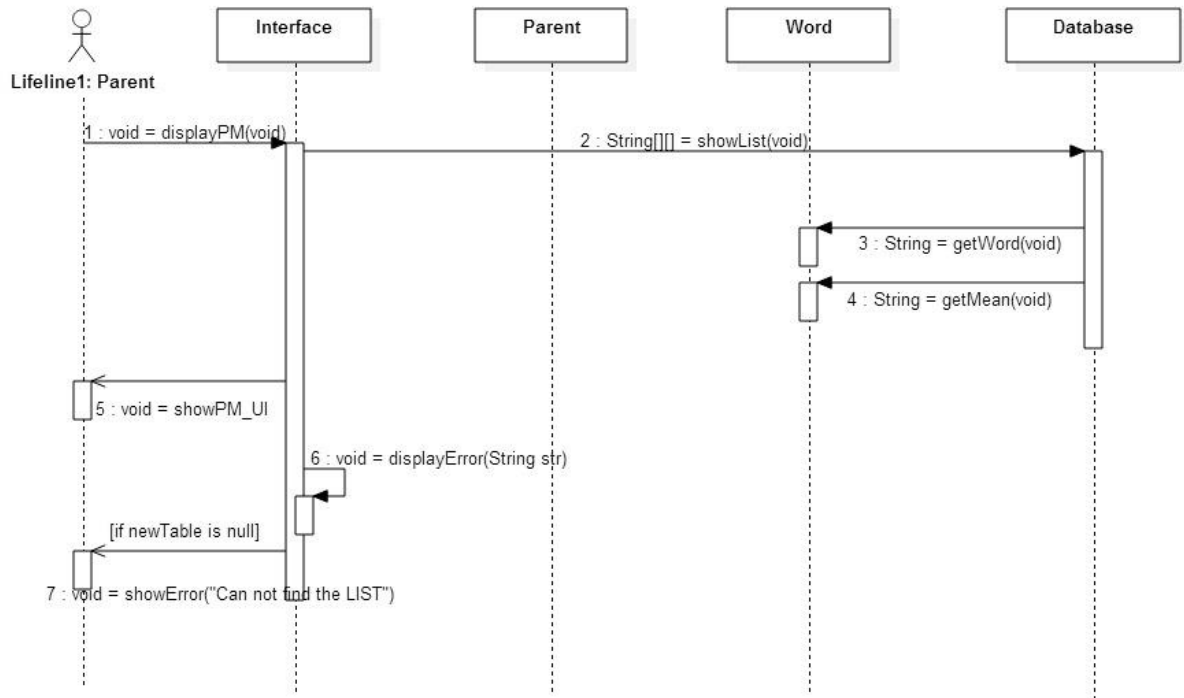 Interface
Parent
Word
Database
Lifeline1: Parent
1 : void = displayPM(void)
2 : String[][] = showList(void)
3 : String = getWord(void)
4 : String = getMean(void)
5 : void = showPM_UI
6 : void = displayError(String str)
[if newTable is null]
7 : void = showError("Can not find the LIST")